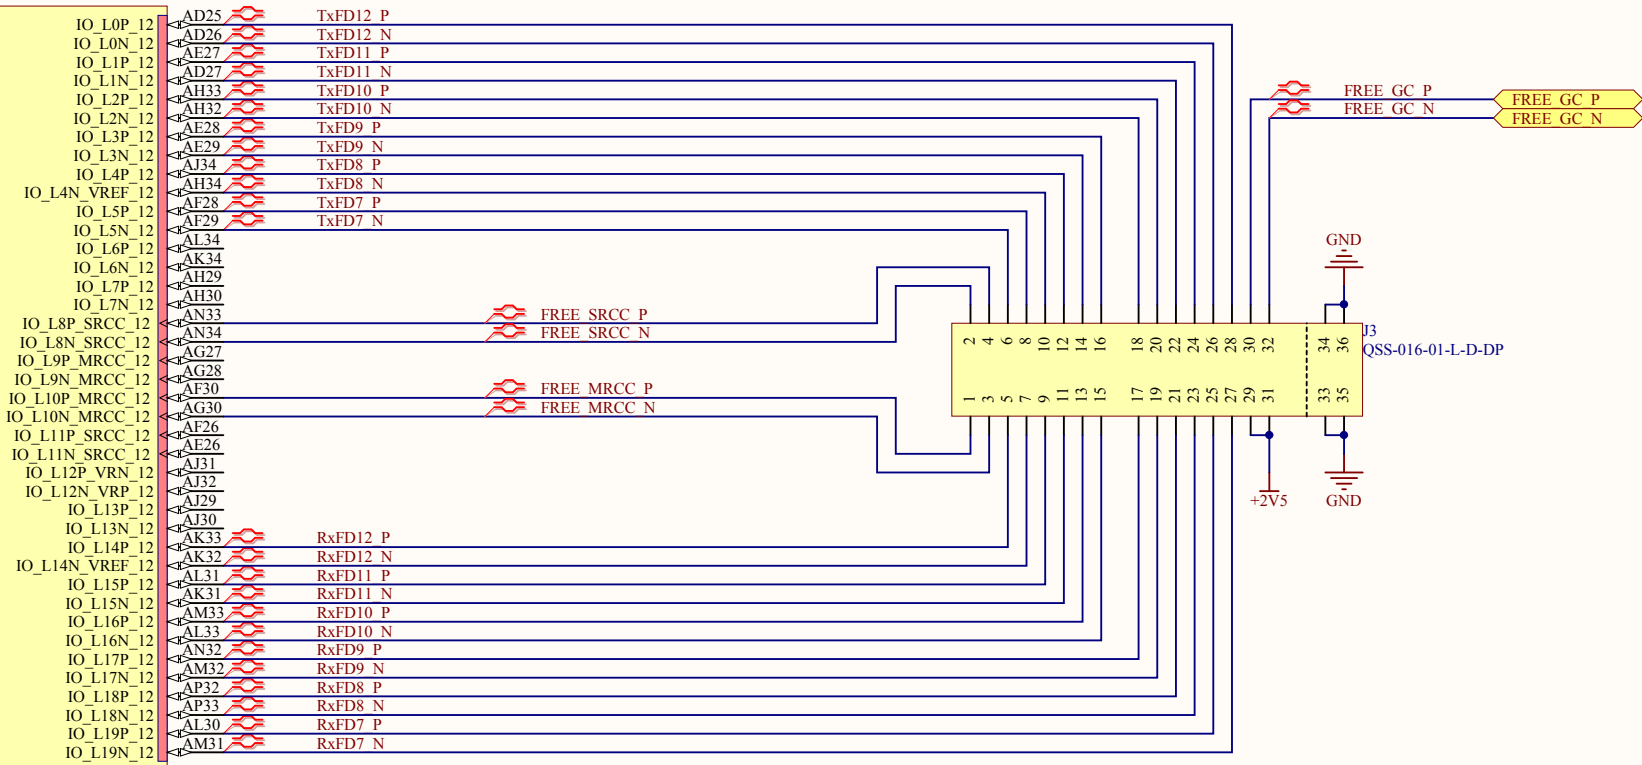 IO_L0P_12 AD25 TxFD12_P
IO_L0N_12 AD26 TxFD12_N
IO_L1P_12 AE27 TxFD11_P
IO_L1N_12 AD27 TxFD11_N
IO_L2P_12 AH33 TxFD10_P
IO_L2N_12 AH32 TxFD10_N
IO_L3P_12 AE28 TxFD9_P
IO_L3N_12 AE29 TxFD9_N
IO_L4P_12 AJ34 TxFD8_P
IO_L4N_VREF_12 AH34 TxFD8_N
IO_L5P_12 AF28 TxFD7_P
IO_L5N_12 AF29 TxFD7_N
IO_L6P_12 AL34
IO_L6N_12 AK34
IO_L7P_12 AH29
IO_L7N_12 AH30
IO_L8P_SRCC_12 AN33 FREE_SRCC_P
IO_L8N_SRCC_12 AN34 FREE_SRCC_N
IO_L9P_MRCC_12 AG27
IO_L9N_MRCC_12 AG28
IO_L10P_MRCC_12 AF30 FREE_MRCC_P
IO_L10N_MRCC_12 AG30 FREE_MRCC_N
IO_L11P_SRCC_12 AF26
IO_L11N_SRCC_12 AE26
IO_L12P_VRN_12 AJ31
IO_L12N_VRP_12 AJ32
IO_L13P_12 AJ29
IO_L13N_12 AJ30
IO_L14P_12 AK33 RxFD12_P
IO_L14N_VREF_12 AK32 RxFD12_N
IO_L15P_12 AL31 RxFD11_P
IO_L15N_12 AK31 RxFD11_N
IO_L16P_12 AM33 RxFD10_P
IO_L16N_12 AL33 RxFD10_N
IO_L17P_12 AN32 RxFD9_P
IO_L17N_12 AM32 RxFD9_N
IO_L18P_12 AP32 RxFD8_P
IO_L18N_12 AP33 RxFD8_N
IO_L19P_12 AL30 RxFD7_P
IO_L19N_12 AM31 RxFD7_N
FREE_GC_P FREE_GC_P
FREE_GC_N FREE_GC_N
GND
J3
QSS-016-01-L-D-DP
2 4 6 8 10 12 14 16 18 20 22 24 26 28 30 32 34 36
1 3 5 7 9 11 13 15 17 19 21 23 25 27 29 31 33 35
+2V5 GND